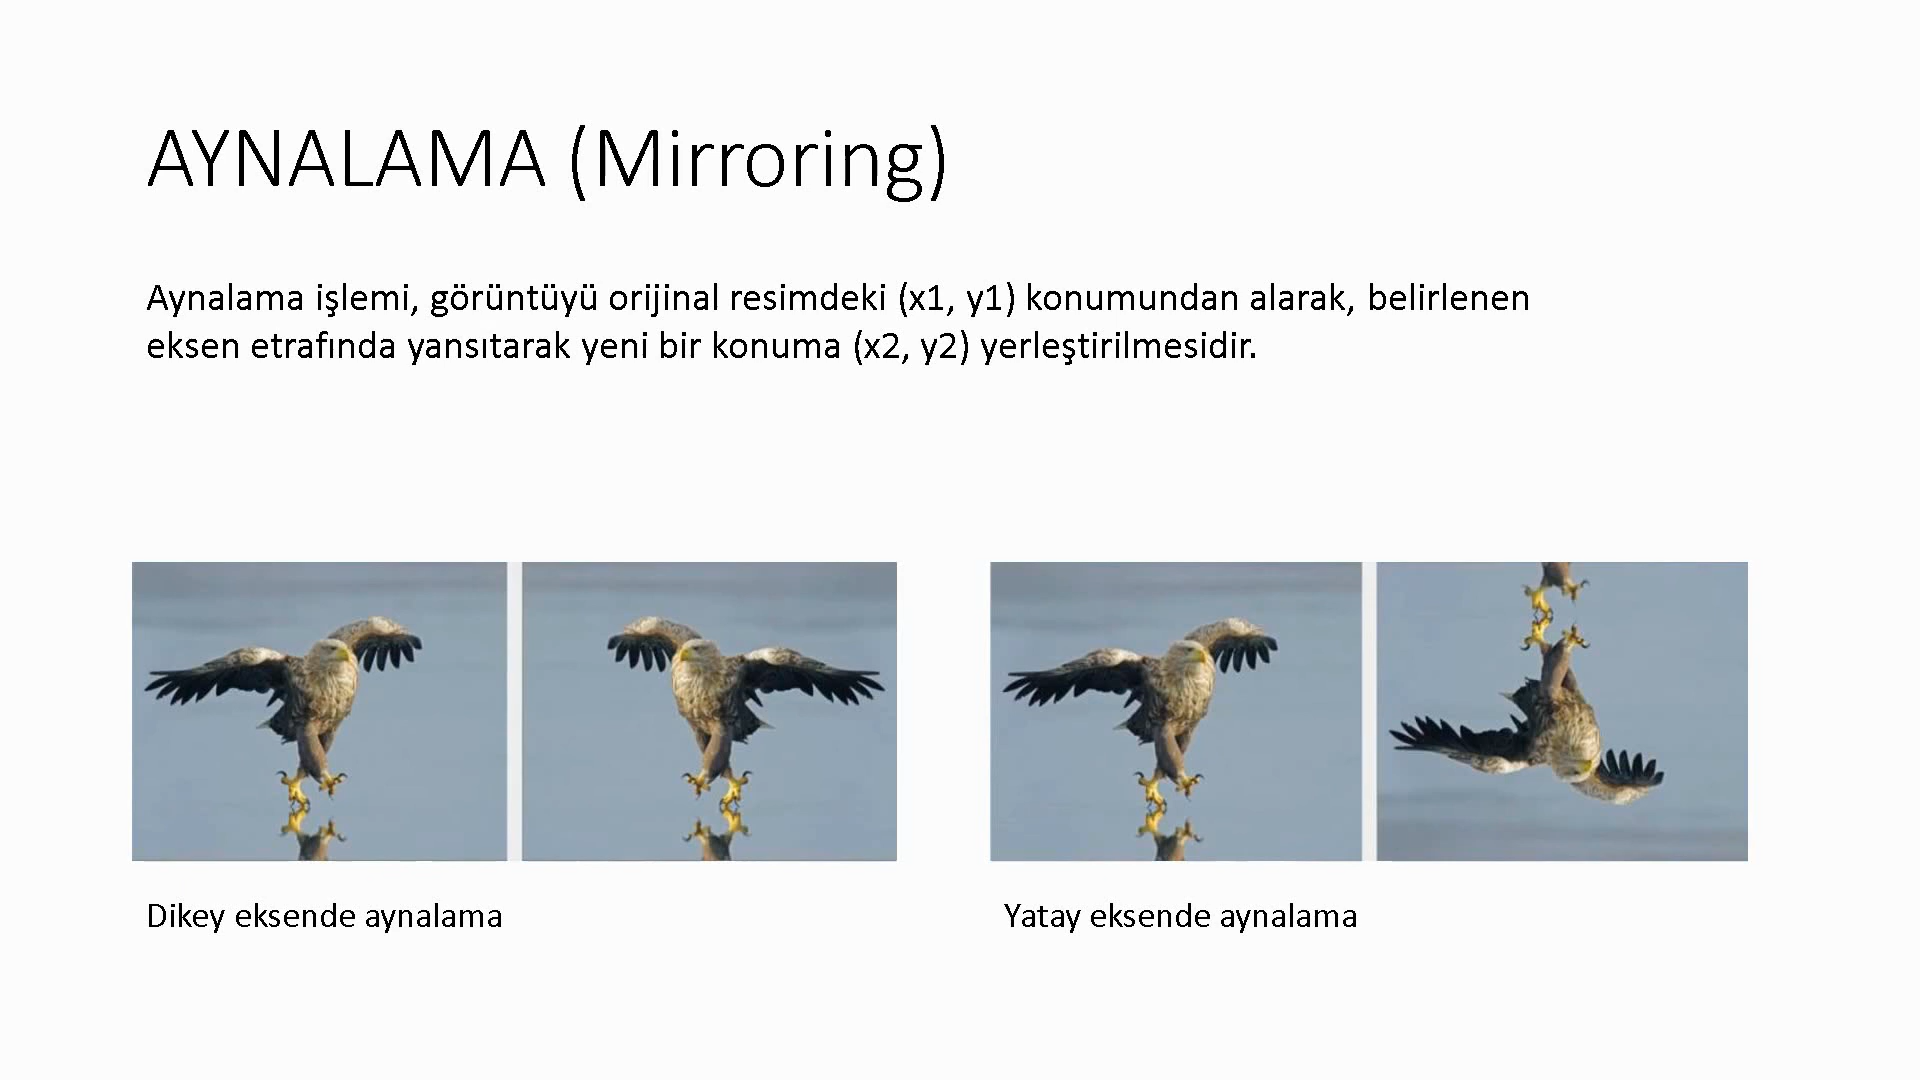 AYNALAMA (Mirroring)
Aynalama işlemi, görüntüyü orijinal resimdeki (x1, y1) konumundan alarak, belirlenen
eksen etrafında yansıtarak yeni bir konuma (x2, y2) yerleştirilmesidir.
Dikey eksende aynalama
Yatay eksende aynalama